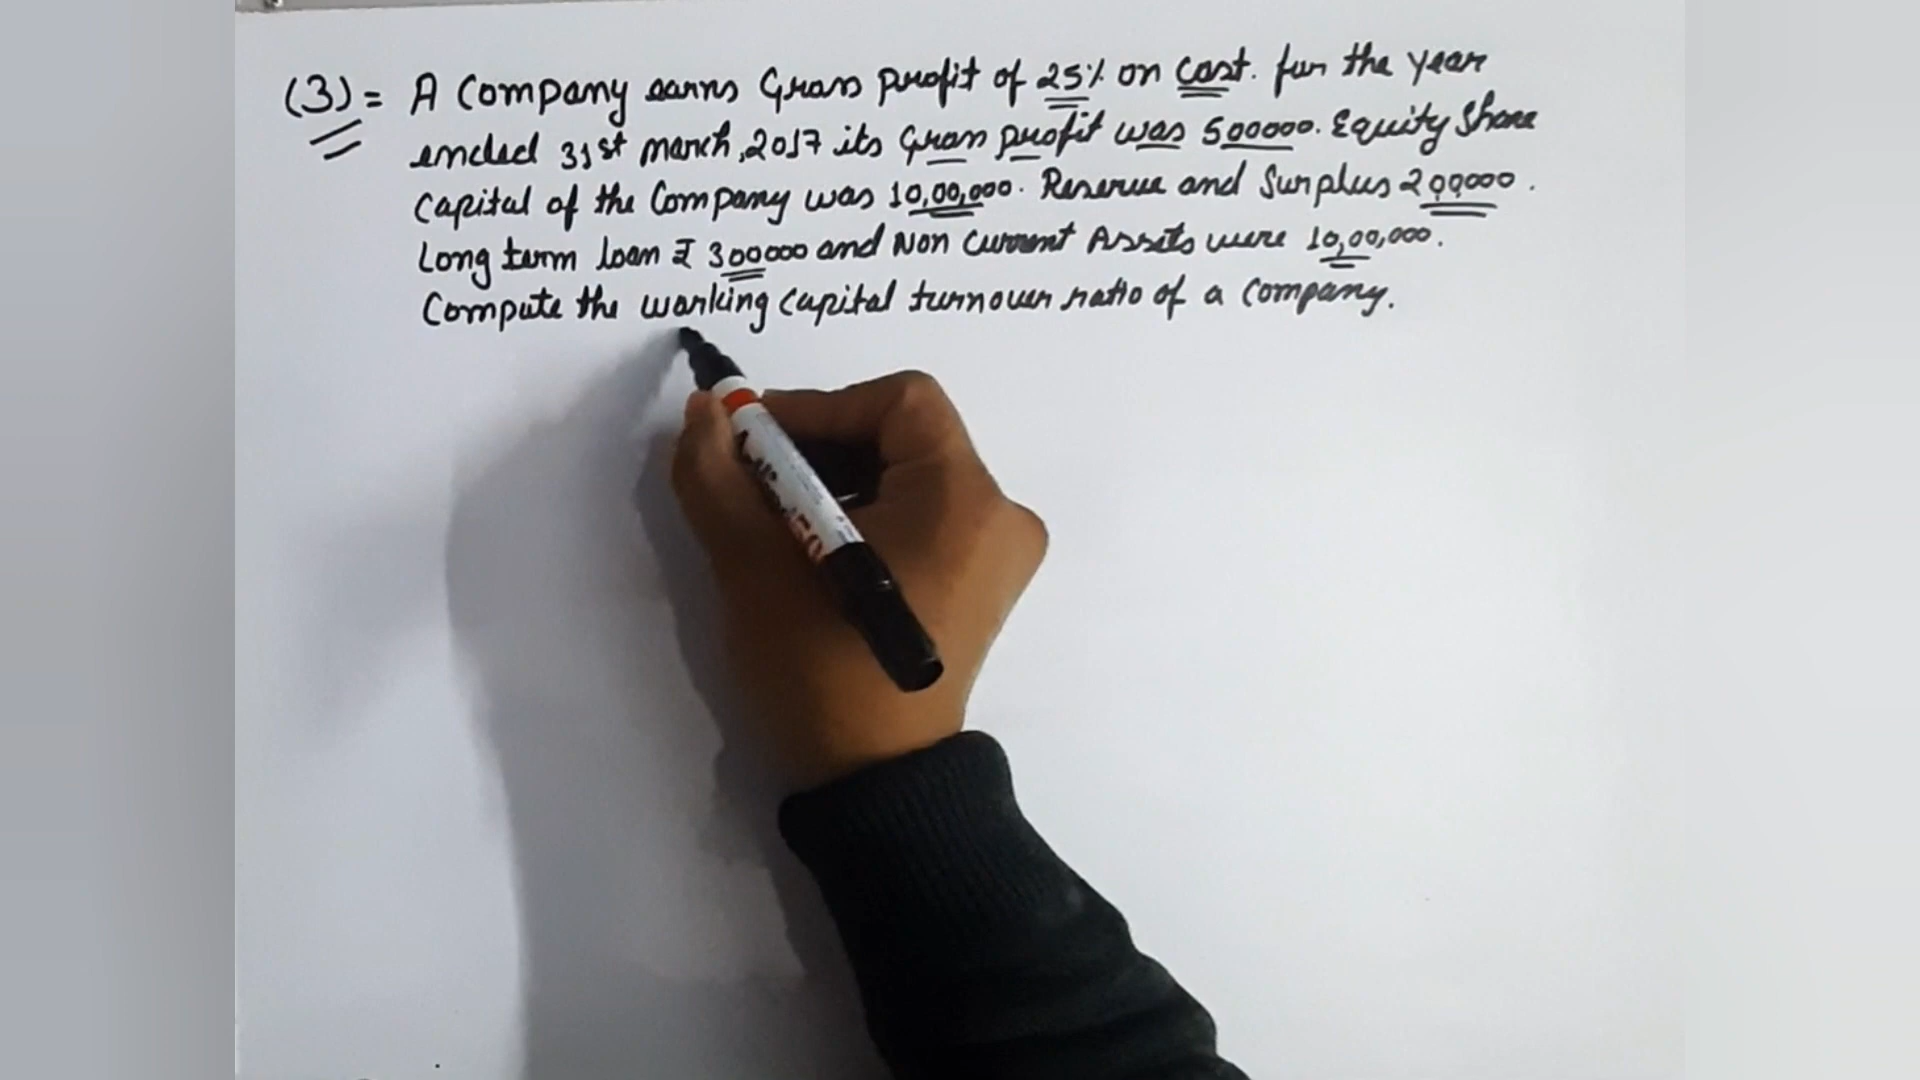 (3) = A Company earns Gross profit of 25% on Cost. for the year
ended 31st march, 2017 its Gross profit was 500000. Equity Share
Capital of the Company was 10,00,000. Reserve and Surplus 200000.
Long term loan ₹ 300000 and Non Current Assets were 10,00,000.
Compute the working Capital turnover ratio of a Company.